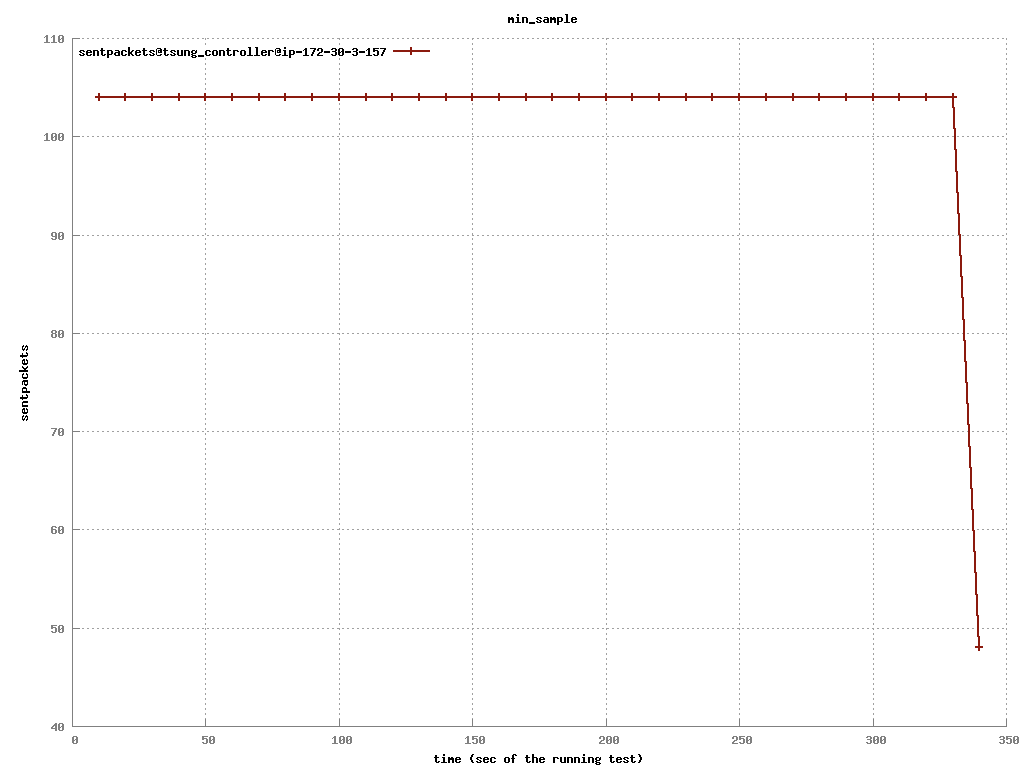 min_sample
sentpackets@tsung_controller@ip-172-30-3-157
110
100
90
80
70
60
50
40
sentpackets
0 50 100 150 200 250 300 350
time (sec of the running test)